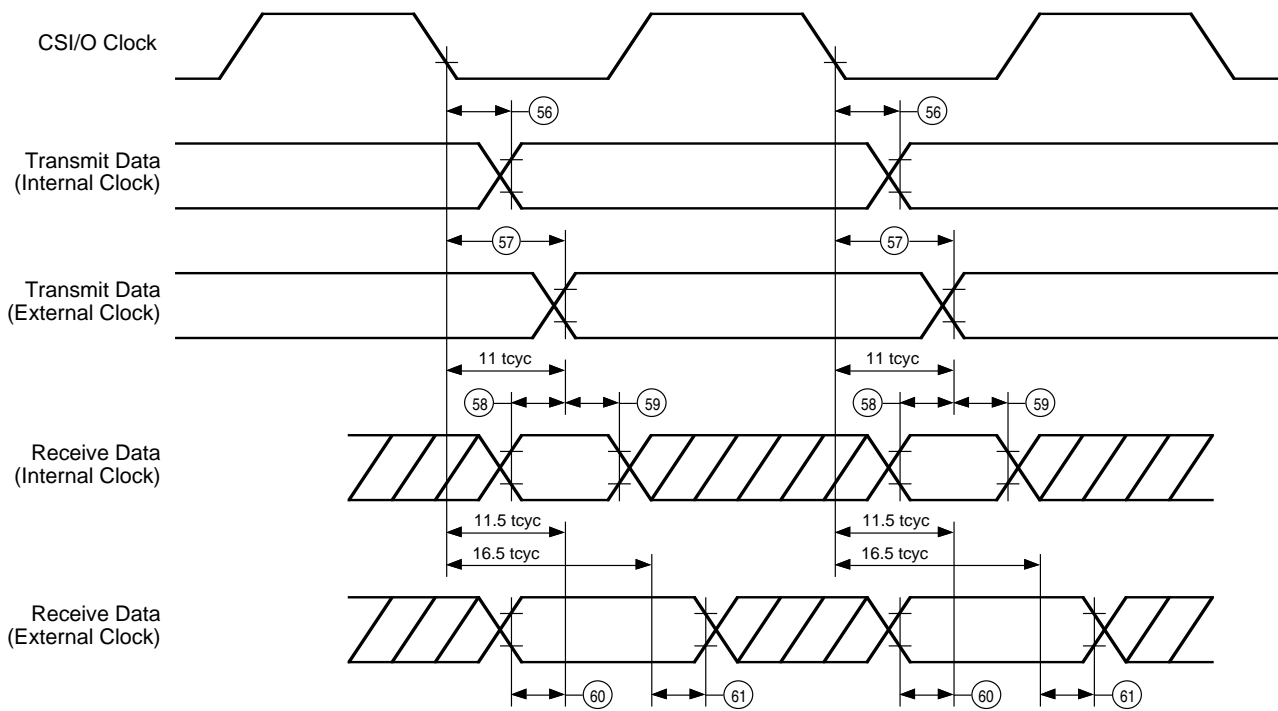 CSI/O Clock
56
56
Transmit Data
(Internal Clock)
57
57
Transmit Data
(External Clock)
11 tcyc
11 tcyc
58
59
58
59
Receive Data
(Internal Clock)
11.5 tcyc
11.5 tcyc
16.5 tcyc
16.5 tcyc
Receive Data
(External Clock)
60
61
60
61